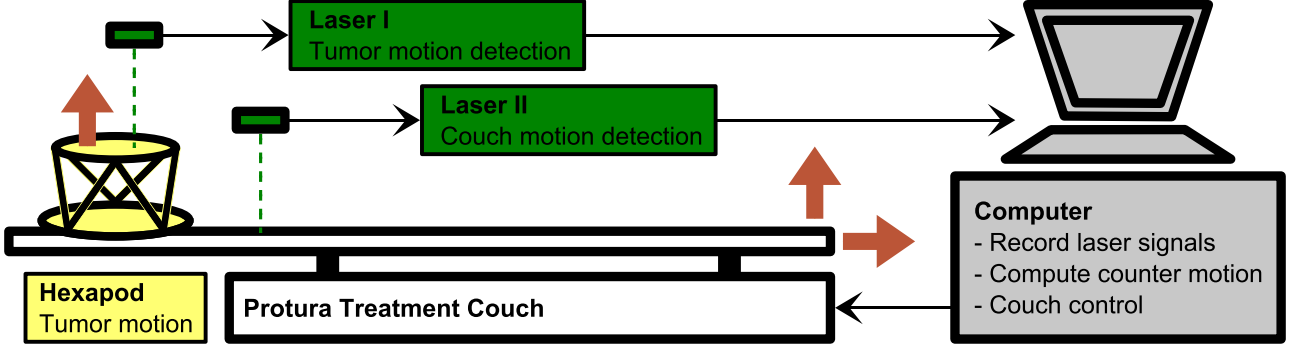 Laser I
Tumor motion detection
Laser II
Couch motion detection
Computer
- Record laser signals
- Compute counter motion
- Couch control
Hexapod
Tumor motion
Protura Treatment Couch